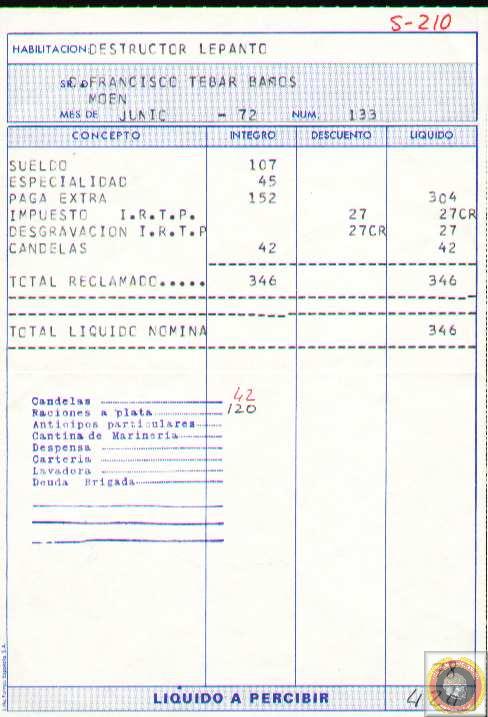 S-210
HABILITACION DESTRUCTOR LEPANTO
SR. D. FRANCISCO TEBAR BAÑOS
MOEN
MES DE JUNIO - 72 NUM. 133
CONCEPTO INTEGRO DESCUENTO LIQUIDO
SUELDO 107
ESPECIALIDAD 45
PAGA EXTRA 152 304
IMPUESTO I.R.T.P. 27 27CR
DESGRAVACION I.R.T.P 27CR 27
CANDELAS 42 42
TOTAL RECLAMADO..... 346 346
TOTAL LIQUIDO NOMINA 346
Candelas 42
Raciones a plata 120
Anticipos particulares
Cantina de Marinería
Despensa
Cartería
Lavadora
Deuda Brigada
LIQUIDO A PERCIBIR